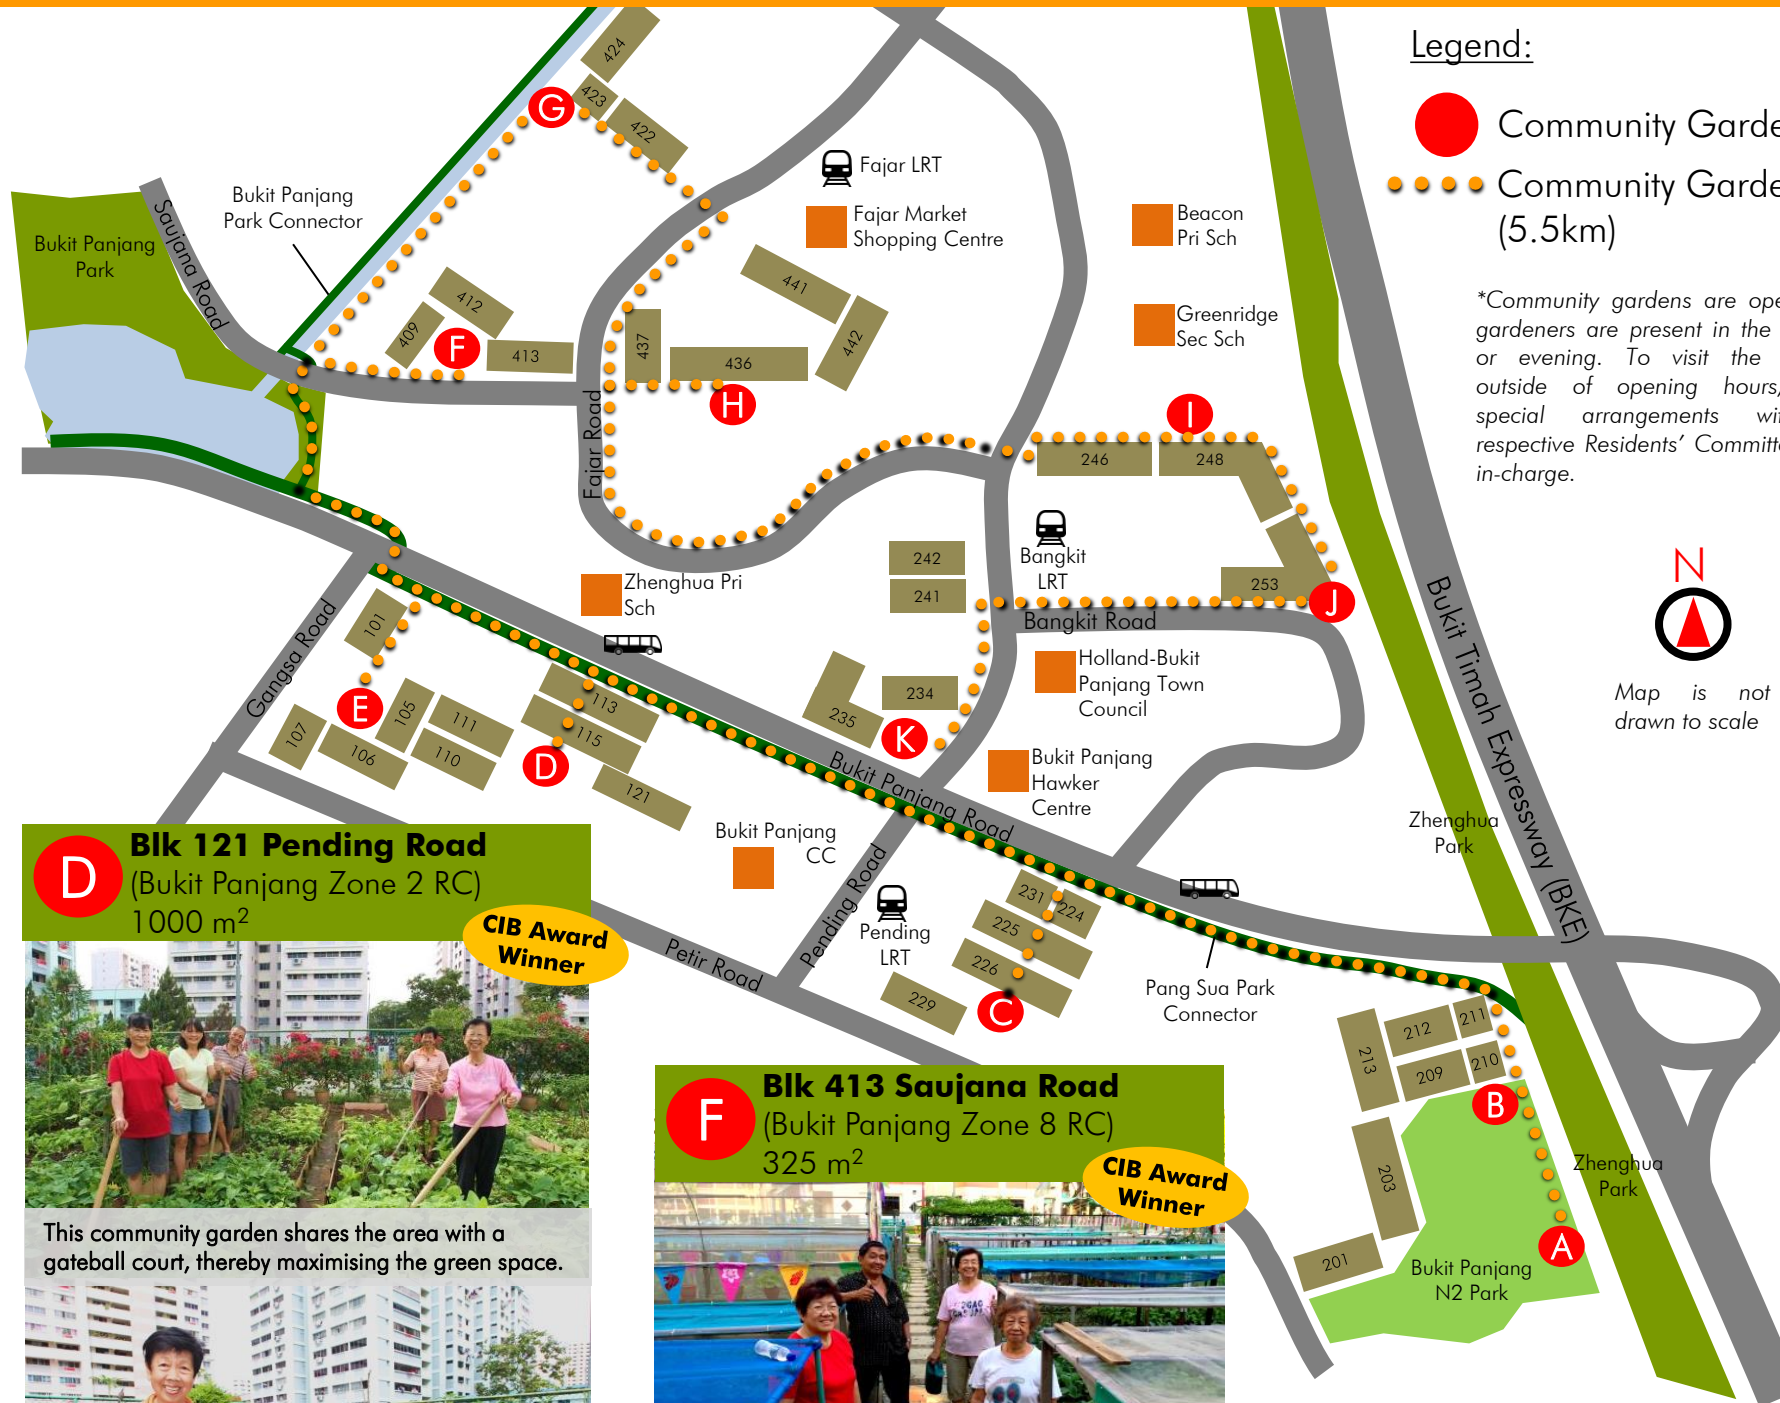 Legend:
Community Garde
Community Garde
(5.5km)
*Community gardens are ope
gardeners are present in the
or evening. To visit the
outside of opening hours,
special arrangements wit
respective Residents' Committe
in-charge.
N
Map is not
drawn to scale
424
423
422
G
Fajar LRT
Fajar Market
Shopping Centre
Beacon
Pri Sch
Greenridge
Sec Sch
Bukit Panjang
Park Connector
Saujana Road
Bukit Panjang
Park
412
409
F
413
437
436
441
442
H
Fajar Road
I
246
248
253
J
Bangkit
LRT
Bangkit Road
242
241
Zhenghua Pri
Sch
Holland-Bukit
Panjang Town
Council
234
235
K
Bukit Panjang Road
Bukit Panjang
Hawker
Centre
Gangsa Road
101
E
105
107
106
111
110
113
115
D
121
Bukit Panjang
CC
Pending Road
Pending
LRT
Petir Road
231
224
225
226
229
C
Pang Sua Park
Connector
Zhenghua
Park
Bukit Timah Expressway (BKE)
213
212
211
209
210
B
203
201
A
Bukit Panjang
N2 Park
Zhenghua
Park
D
Blk 121 Pending Road
(Bukit Panjang Zone 2 RC)
1000 m²
CIB Award
Winner
This community garden shares the area with a
gateball court, thereby maximising the green space.
F
Blk 413 Saujana Road
(Bukit Panjang Zone 8 RC)
325 m²
CIB Award
Winner